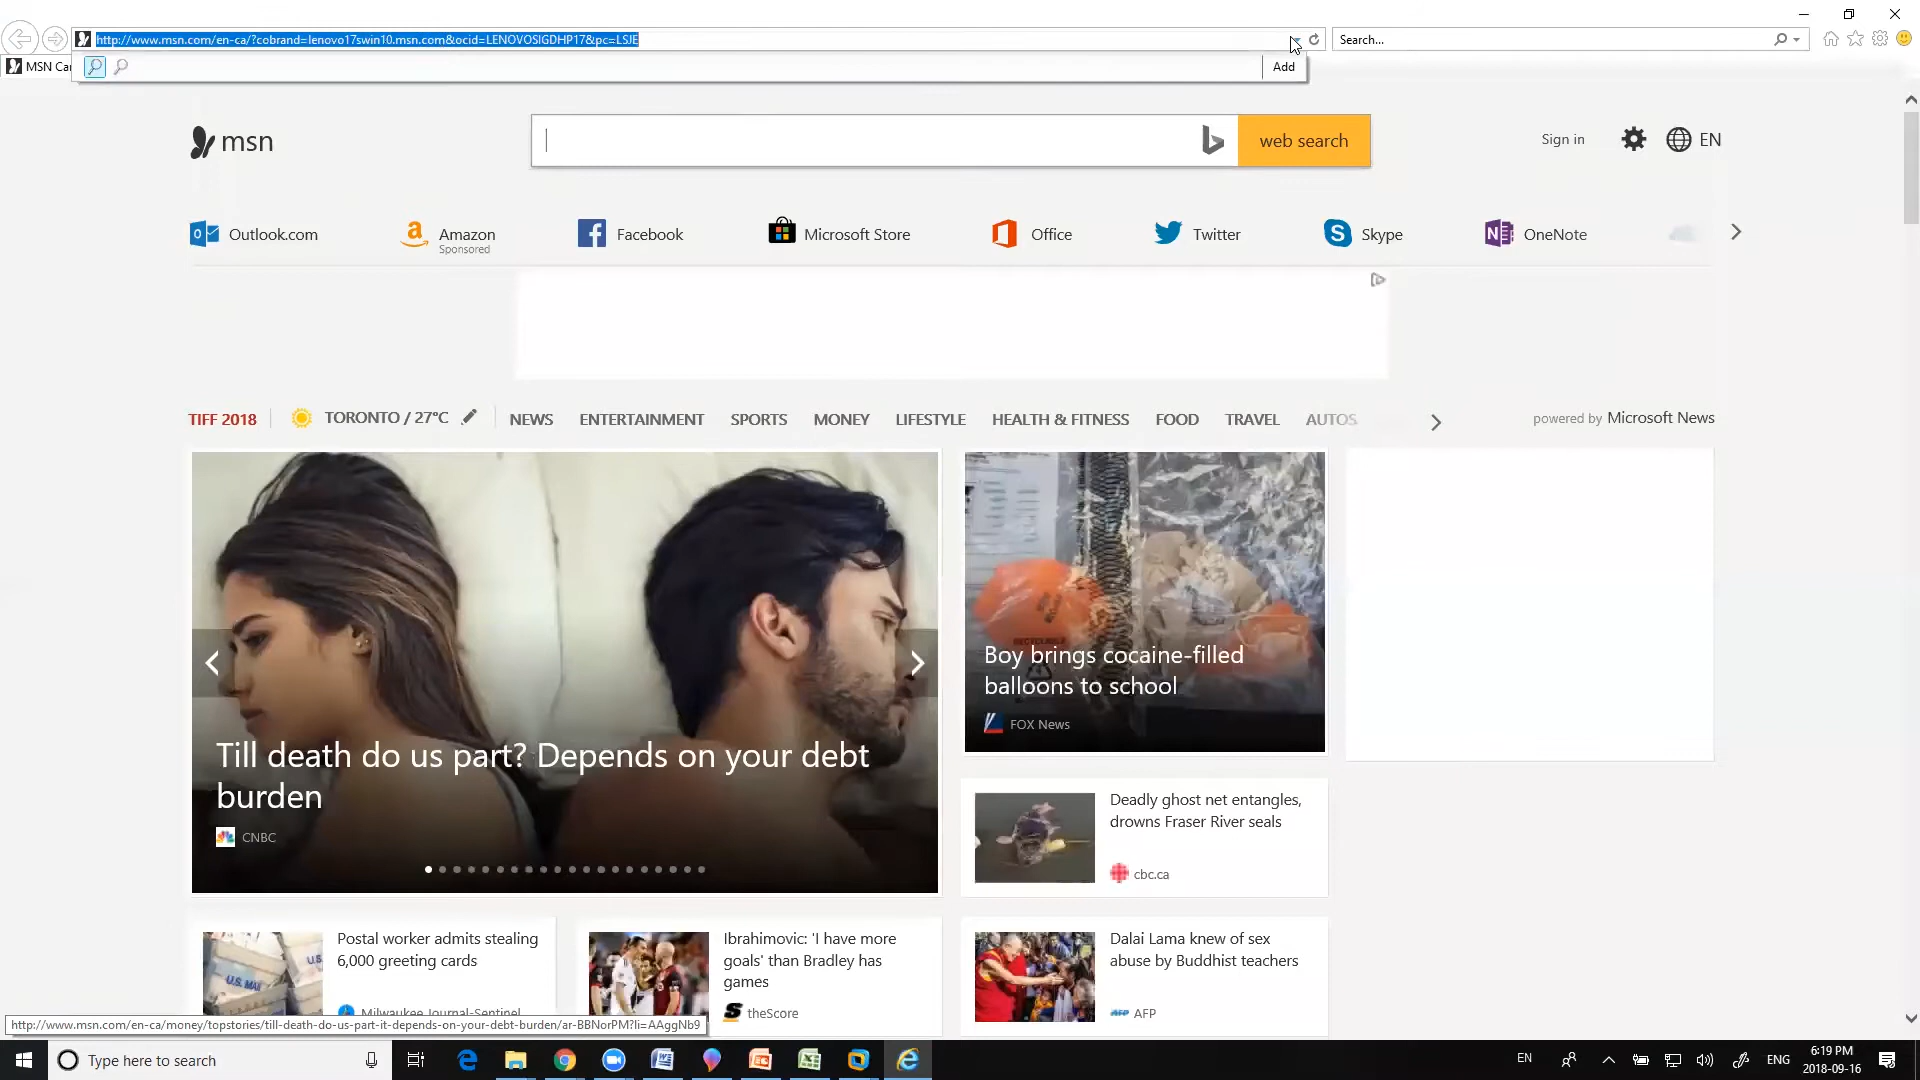 http://www.msn.com/en-ca/?cobrand=lenovo17swin10.msn.com&ocid=LENOVOSIGDHP17&pc=LSJE
Search...
MSN Ca
Add
msn
web search
Sign in
EN
Outlook.com
Amazon
Sponsored
Facebook
Microsoft Store
Office
Twitter
Skype
OneNote
TIFF 2018
TORONTO / 27°C
NEWS
ENTERTAINMENT
SPORTS
MONEY
LIFESTYLE
HEALTH & FITNESS
FOOD
TRAVEL
AUTOS
powered by Microsoft News
Till death do us part? Depends on your debt
burden
CNBC
Boy brings cocaine-filled
balloons to school
FOX News
Deadly ghost net entangles,
drowns Fraser River seals
cbc.ca
Postal worker admits stealing
6,000 greeting cards
Milwaukee Journal-Sentinel
Ibrahimovic: 'I have more
goals' than Bradley has
games
theScore
Dalai Lama knew of sex
abuse by Buddhist teachers
AFP
U.S. MAIL
http://www.msn.com/en-ca/money/topstories/till-death-do-us-part-it-depends-on-your-debt-burden/ar-BBNorPM?li=AAggNb9
Type here to search
EN
ENG
6:19 PM
2018-09-16